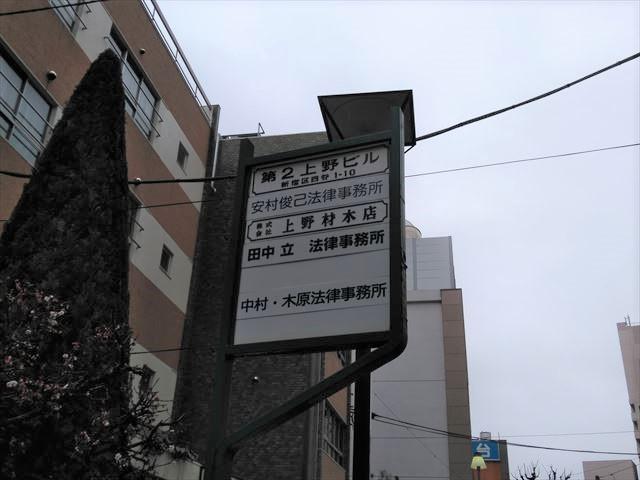 第2上野ビル
新宿区四谷1-10
安村俊己法律事務所
株式会社 上野材木店
田中 立 法律事務所
中村・木原法律事務所